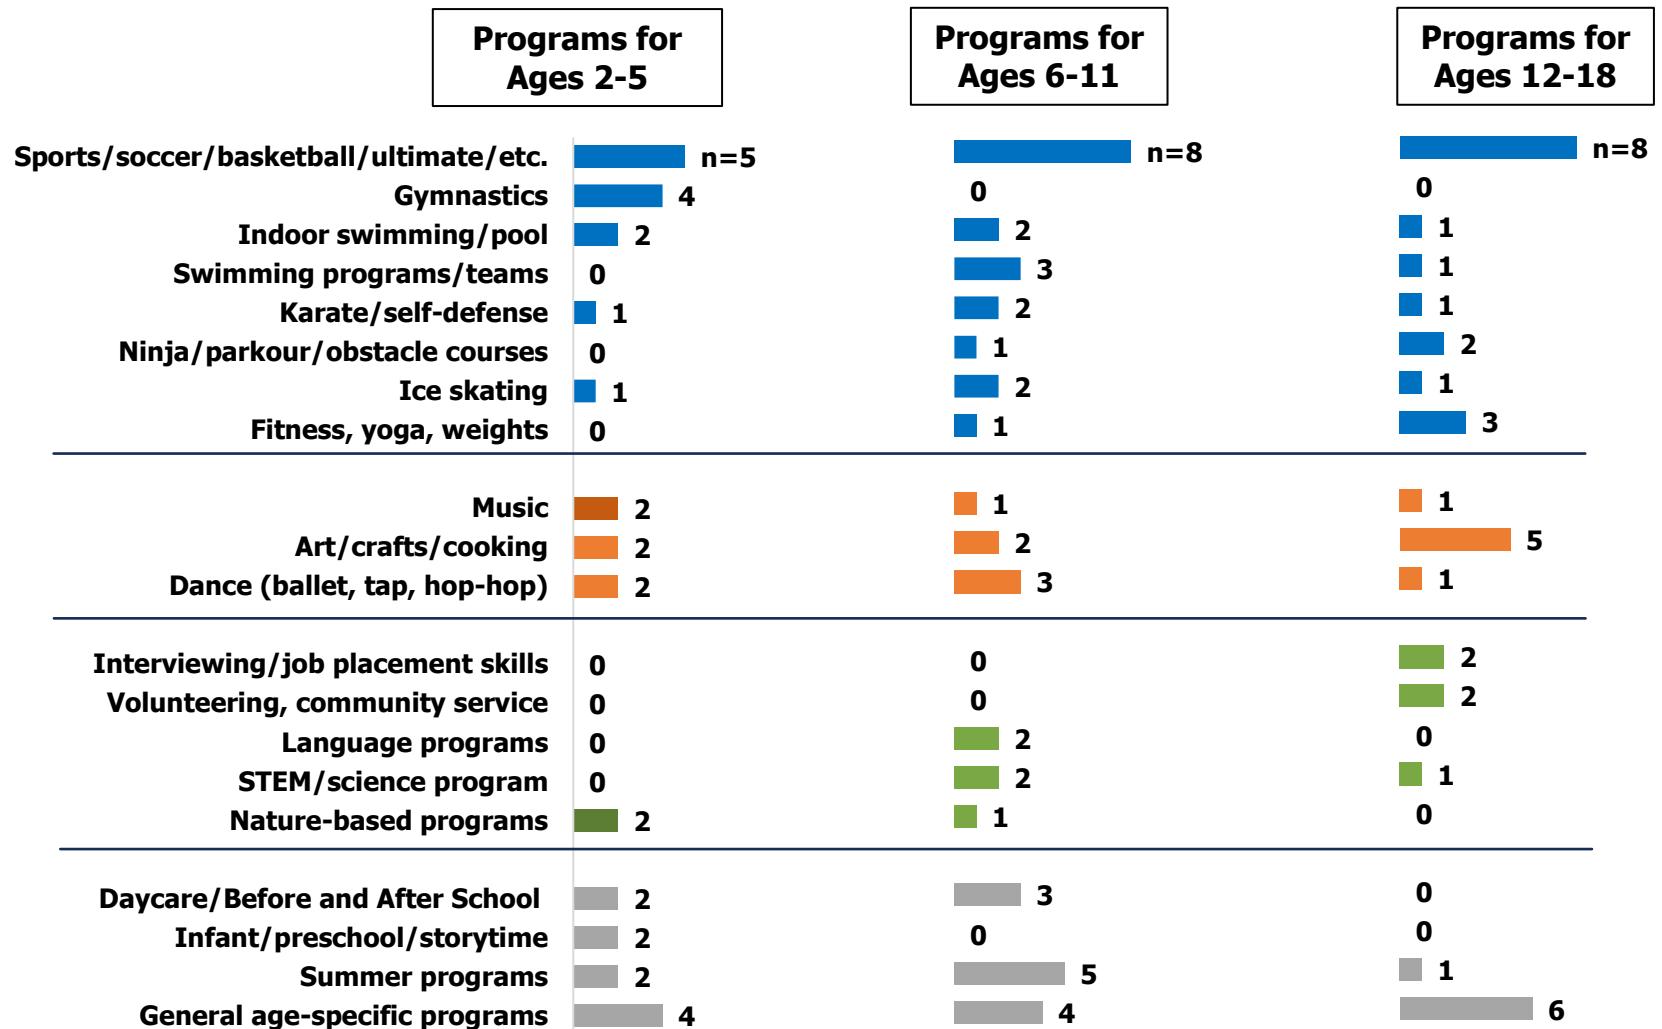 Programs for
Ages 2-5
Programs for
Ages 6-11
Programs for
Ages 12-18
Sports/soccer/basketball/ultimate/etc. n=5 n=8 n=8
Gymnastics 4 0 0
Indoor swimming/pool 2 2 1
Swimming programs/teams 0 3 1
Karate/self-defense 1 2 1
Ninja/parkour/obstacle courses 0 1 2
Ice skating 1 2 1
Fitness, yoga, weights 0 1 3
Music 2 1 1
Art/crafts/cooking 2 2 5
Dance (ballet, tap, hop-hop) 2 3 1
Interviewing/job placement skills 0 0 2
Volunteering, community service 0 0 2
Language programs 0 2 0
STEM/science program 0 2 1
Nature-based programs 2 1 0
Daycare/Before and After School 2 3 0
Infant/preschool/storytime 2 0 0
Summer programs 2 5 1
General age-specific programs 4 4 6